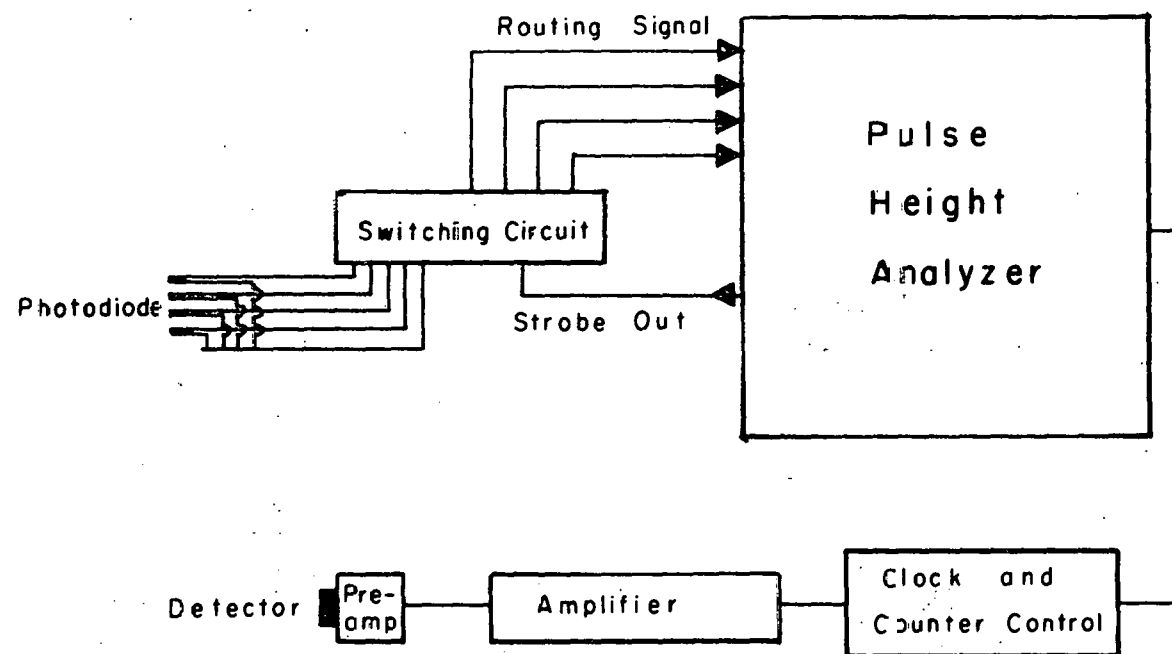 Routing Signal
Pulse
Height
Analyzer
Switching Circuit
Photodiode
Strobe Out
Detector
Pre-
amp
Amplifier
Clock and
Counter Control